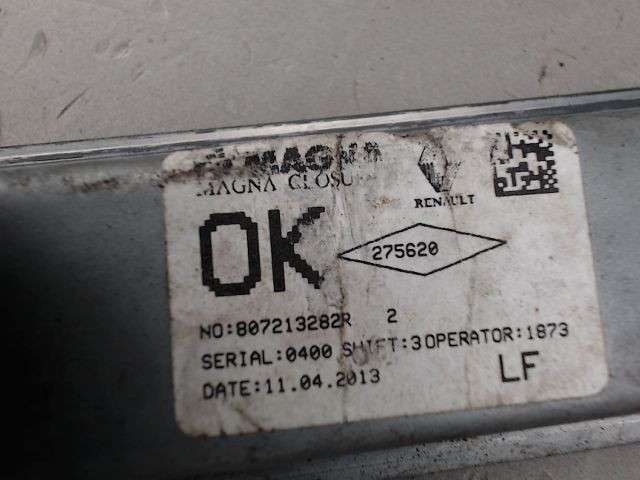 MAGNA
MAGNA CLOSU
RENAULT
OK
275620
NO:807213282R 2
SERIAL:0400 SHIFT:3 OPERATOR:1873
DATE:11.04.2013 LF